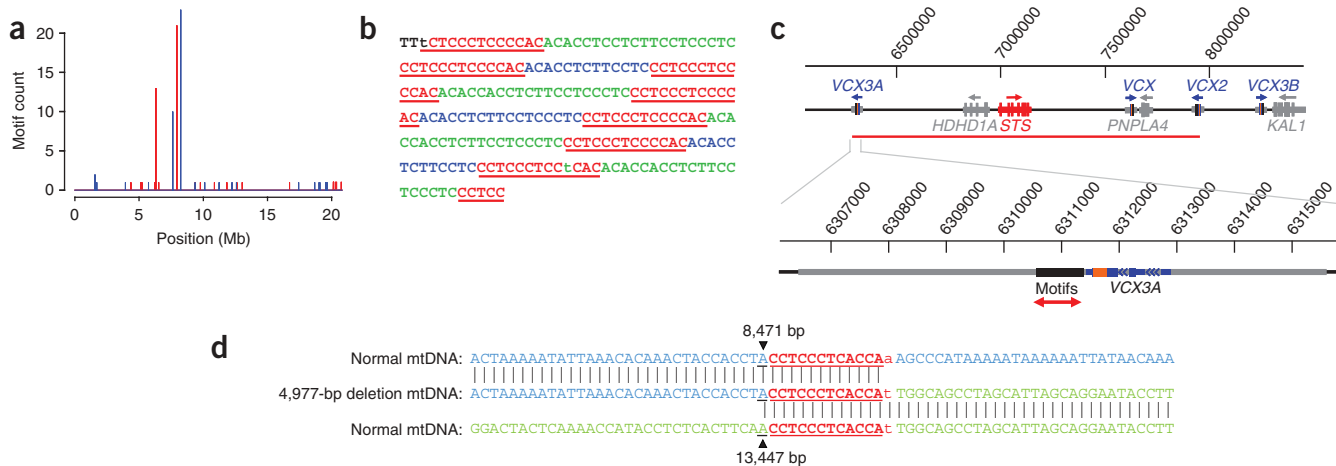 a
25
20
15
10
5
0
Motif count
0 5 10 15 20
Position (Mb)
b
TTtCTCCCTCCCCACACACCTCCTCTTCCTCCCTC
CCTCCCTCCCCACACACCTCTTCCTCCCTCCCTCC
CCACACACCACCTCTTCCTCCCTCCCTCCCTCCCC
ACACACCTCTTCCTCCCTCCCTCCCTCCCCACACA
CCACCTCTTCCTCCCTCCCTCCCTCCCCACACACC
TCTTCCTCCCTCCCTCCtCACACACCACCTCTTCC
TCCCTCCCTCC
c
6500000 7000000 7500000 8000000
VCX3A VCX VCX2 VCX3B
HDHD1A STS PNPLA4 KAL1
6307000 6308000 6309000 6310000 6311000 6312000 6313000 6314000 6315000
Motifs VCX3A
d
8,471 bp
Normal mtDNA: ACTAAAAATATTAAACACAAACTACCACCTACCTCCCTCACCAaAGCCCATAAAAATAAAAAATTATAACAAA
4,977-bp deletion mtDNA: ACTAAAAATATTAAACACAAACTACCACCTACCTCCCTCACCAtTGGCAGCCTAGCATTAGCAGGAATACCTT
Normal mtDNA: GGACTACTCAAAACCATACCTCTCACTTCAACCTCCCTCACCAtTGGCAGCCTAGCATTAGCAGGAATACCTT
13,447 bp